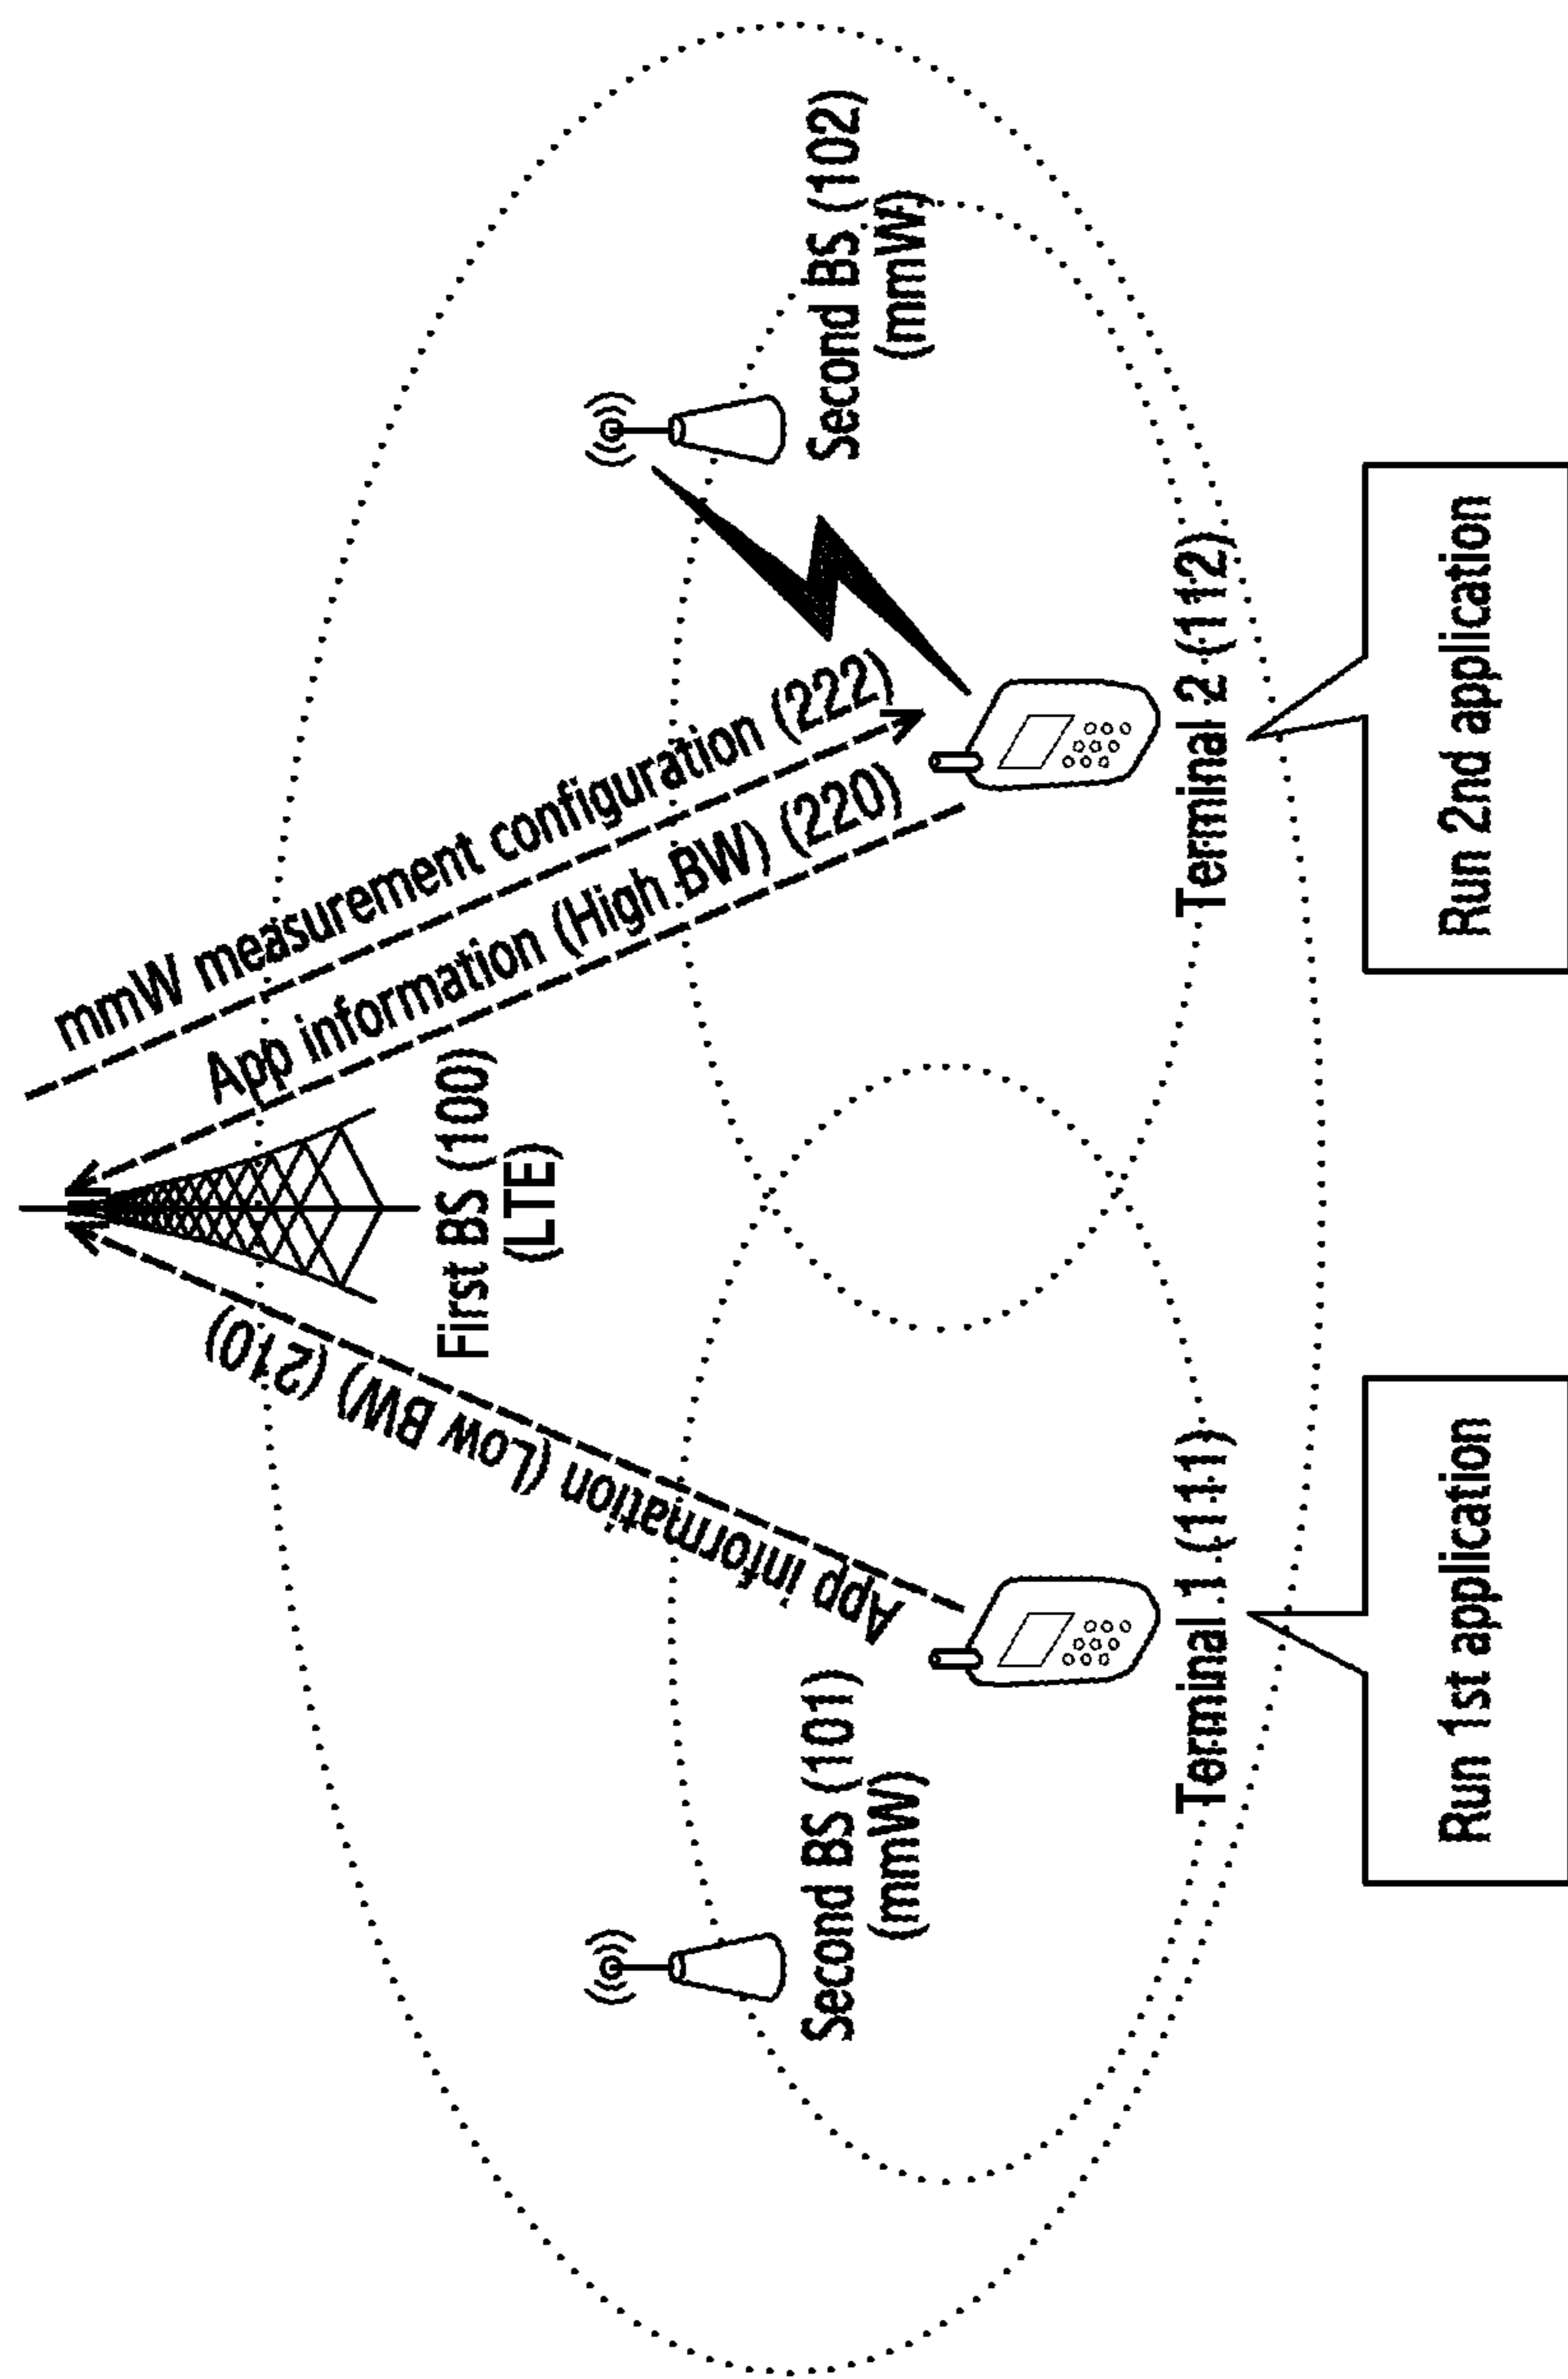 mmW measurement configuration (222)
App information (High BW) (220)
App information (Low BW) (210)
First BS (100)
(LTE)
Second BS (101)
(mmW)
Second BS (102)
(mmW)
Terminal 1 (111)
Terminal 2 (112)
Run 1st application
Run 2nd application